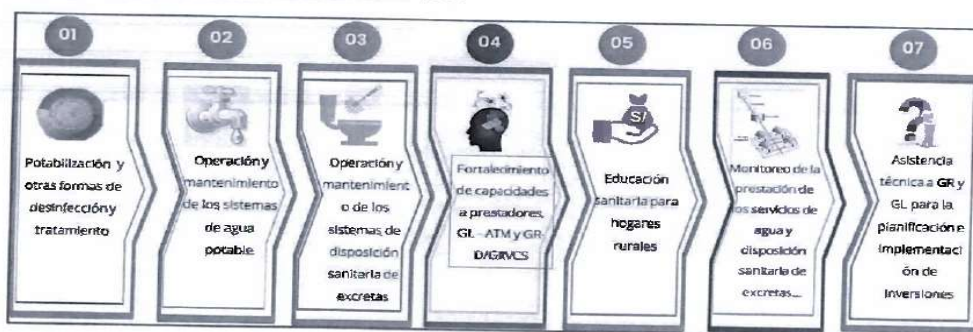 01
Potabilización y
otras formas de
desinfección y
tratamiento
02
Operación y
mantenimiento
de los sistemas
de agua
potable
03
Operación y
mantenimient
o de los
sistemas de
disposición
sanitaria de
excretas
04
Fortalecimiento
de capacidades
a prestadores,
GL - ATM y GR-
D/GRVCS
05
S/
Educación
sanitaria para
hogares
rurales
06
Monitoreo de la
prestación de
los servicios de
agua y
disposición
sanitaria de
excretas...
07
Asistencia
técnica a GR y
GL para la
planificación e
implementaci
ón de
inversiones